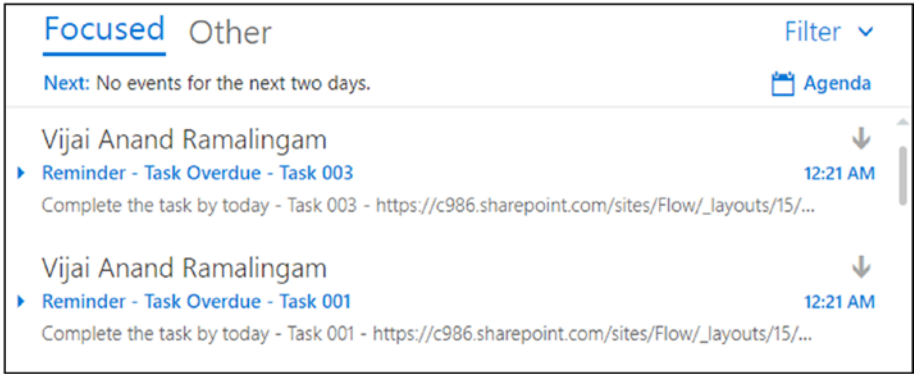 Focused Other Filter
Next: No events for the next two days. Agenda
Vijai Anand Ramalingam
Reminder - Task Overdue - Task 003 12:21 AM
Complete the task by today - Task 003 - https://c986.sharepoint.com/sites/Flow/_layouts/15/...
Vijai Anand Ramalingam
Reminder - Task Overdue - Task 001 12:21 AM
Complete the task by today - Task 001 - https://c986.sharepoint.com/sites/Flow/_layouts/15/...